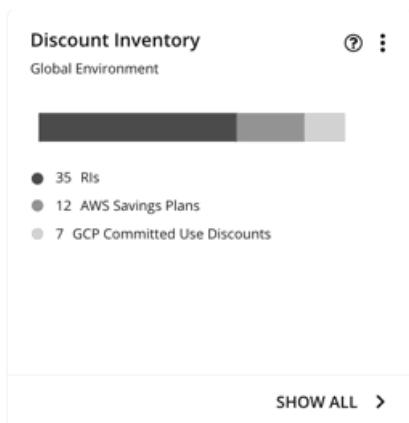 Discount Inventory
Global Environment
35 RIs
12 AWS Savings Plans
7 GCP Committed Use Discounts
SHOW ALL